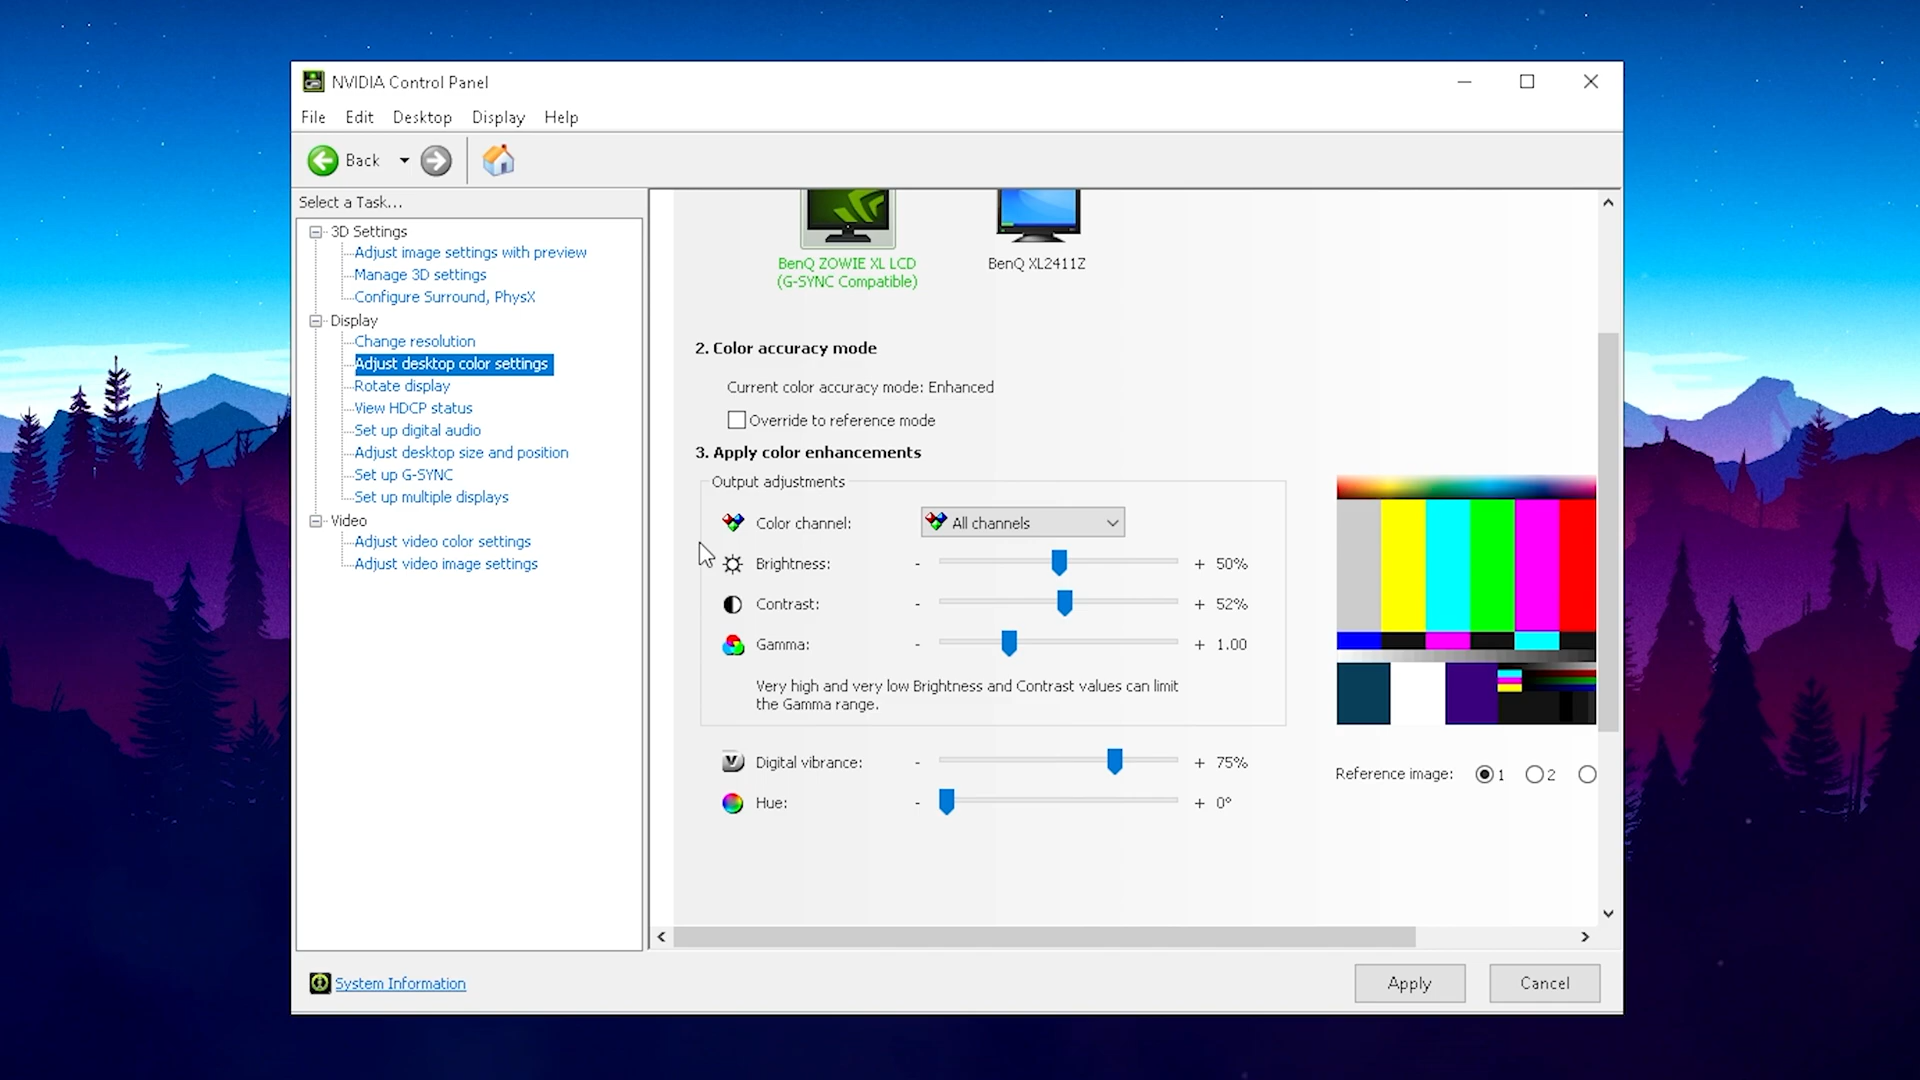 NVIDIA Control Panel
File Edit Desktop Display Help
Back
Select a Task...
3D Settings
Adjust image settings with preview
Manage 3D settings
Configure Surround, PhysX
Display
Change resolution
Adjust desktop color settings
Rotate display
View HDCP status
Set up digital audio
Adjust desktop size and position
Set up G-SYNC
Set up multiple displays
Video
Adjust video color settings
Adjust video image settings
BenQ ZOWIE XL LCD
(G-SYNC Compatible)
BenQ XL2411Z
2. Color accuracy mode
Current color accuracy mode: Enhanced
Override to reference mode
3. Apply color enhancements
Output adjustments
Color channel: All channels
Brightness: - + 50%
Contrast: - + 52%
Gamma: - + 1.00
Very high and very low Brightness and Contrast values can limit
the Gamma range.
Digital vibrance: - + 75%
Hue: - + 0°
Reference image: 1 2
System Information
Apply Cancel